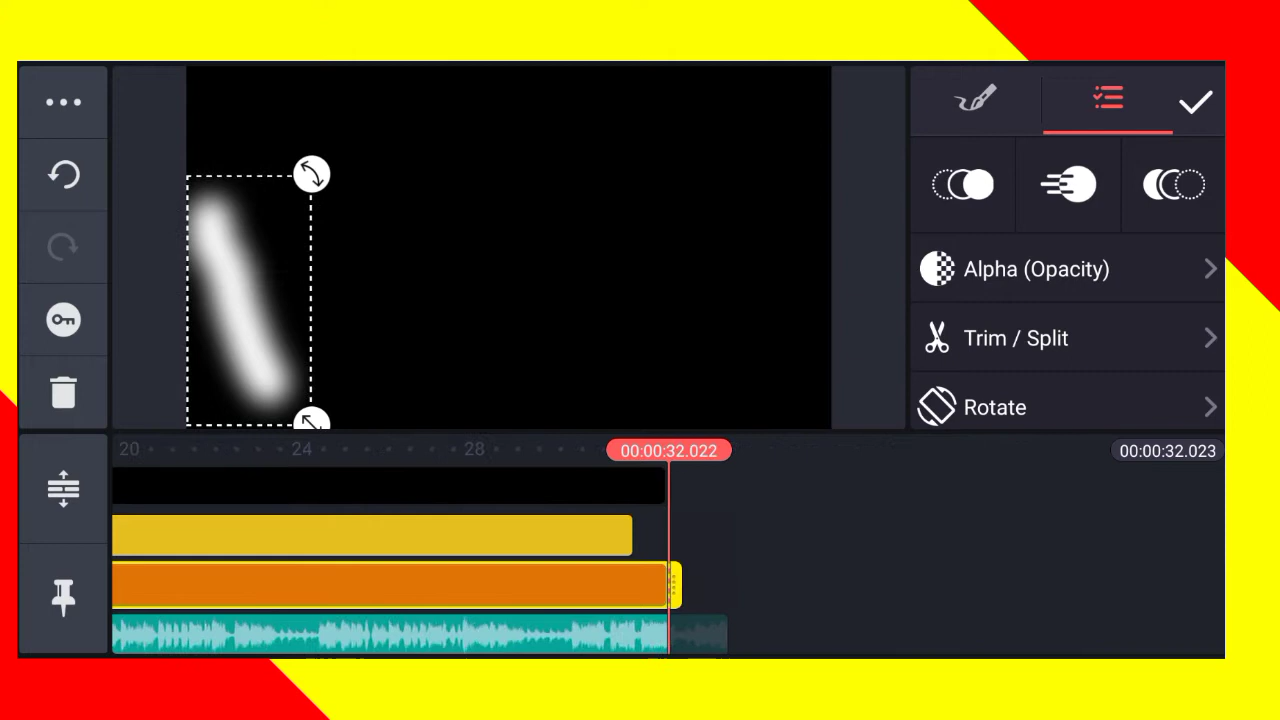 Alpha (Opacity)
Trim / Split
Rotate
20
24
28
00:00:32.022
00:00:32.023